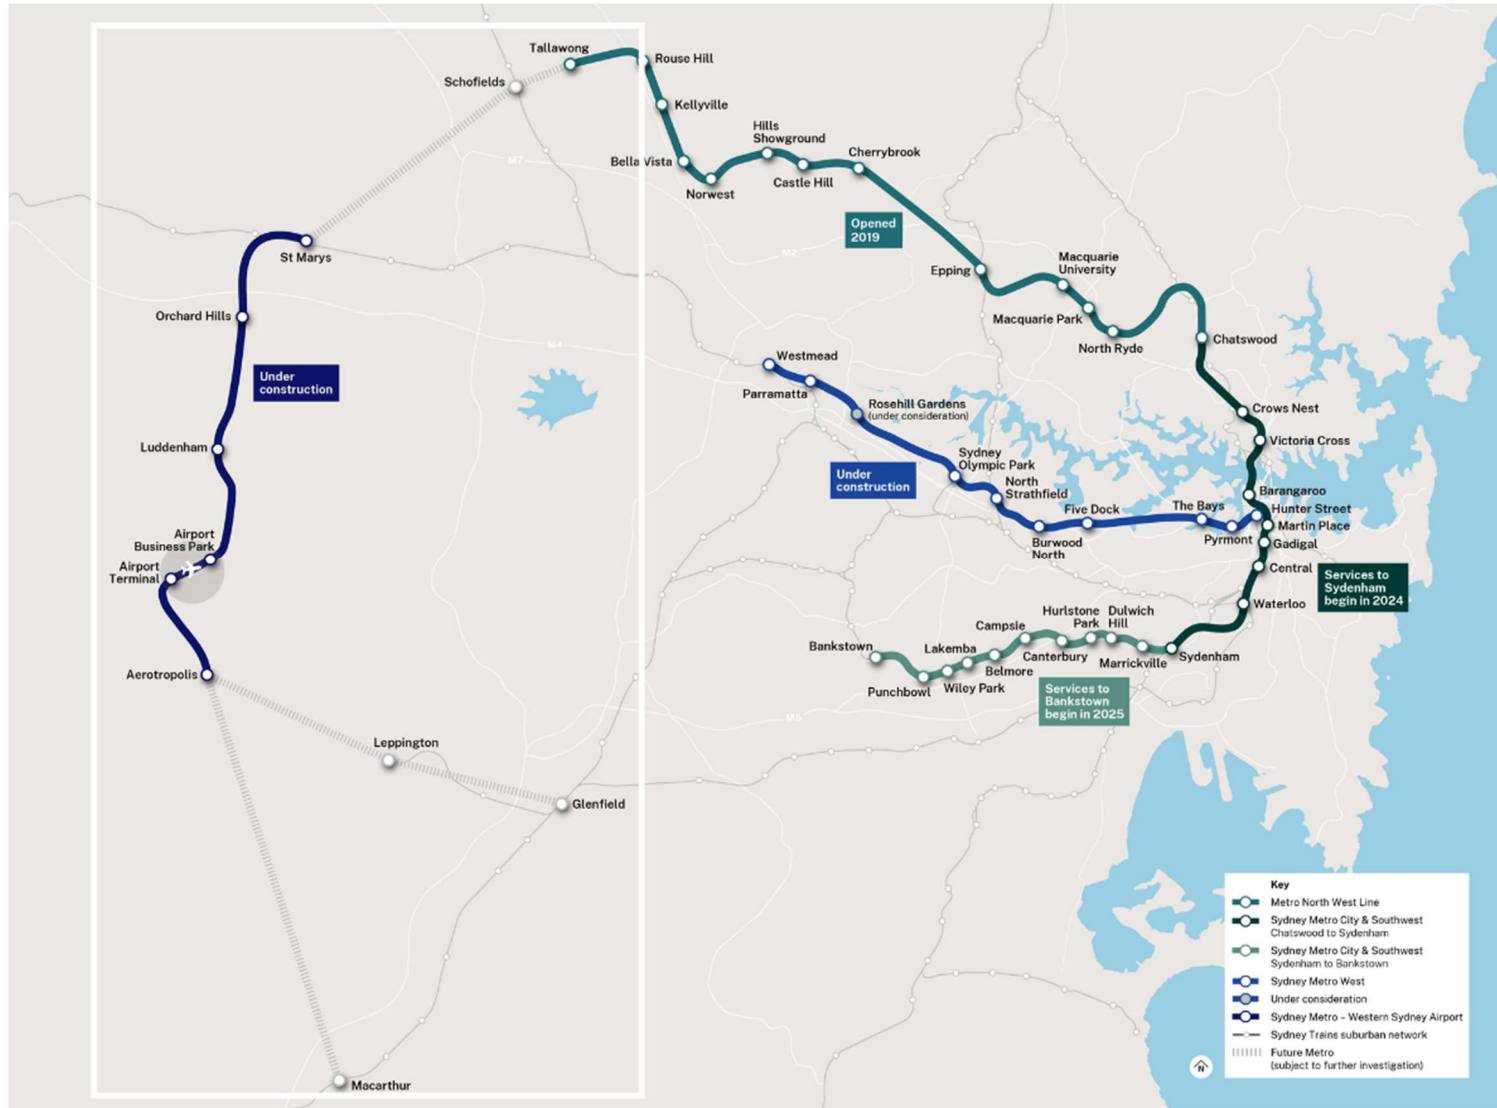 Tallawong
Rouse Hill
Schofields
Kellyville
Hills
Showground
Cherrybrook
M7
Bella Vista
Castle Hill
Norwest
Opened
2019
St Marys
M2
Epping
Macquarie
University
Orchard Hills
Macquarie Park
North Ryde
Chatswood
M4
Westmead
Under
construction
Parramatta
Rosehill Gardens
(under consideration)
Crows Nest
Victoria Cross
Luddenham
Sydney
Olympic Park
Under
construction
North
Strathfield
Barangaroo
Five Dock
The Bays
Hunter Street
Martin Place
Airport
Business Park
Burwood
North
Pyrmont
Gadigal
Airport
Terminal
Central
Services to
Sydenham
begin in 2024
Waterloo
Hurlstone
Park
Dulwich
Hill
Campsie
Bankstown
Lakemba
Canterbury
Marrickville
Sydenham
Belmore
Aerotropolis
Punchbowl
Wiley Park
Services to
Bankstown
begin in 2025
M5
Leppington
Glenfield
Macarthur
Key
Metro North West Line
Sydney Metro City & Southwest
Chatswood to Sydenham
Sydney Metro City & Southwest
Sydenham to Bankstown
Sydney Metro West
Under consideration
Sydney Metro – Western Sydney Airport
Sydney Trains suburban network
Future Metro
(subject to further investigation)
N